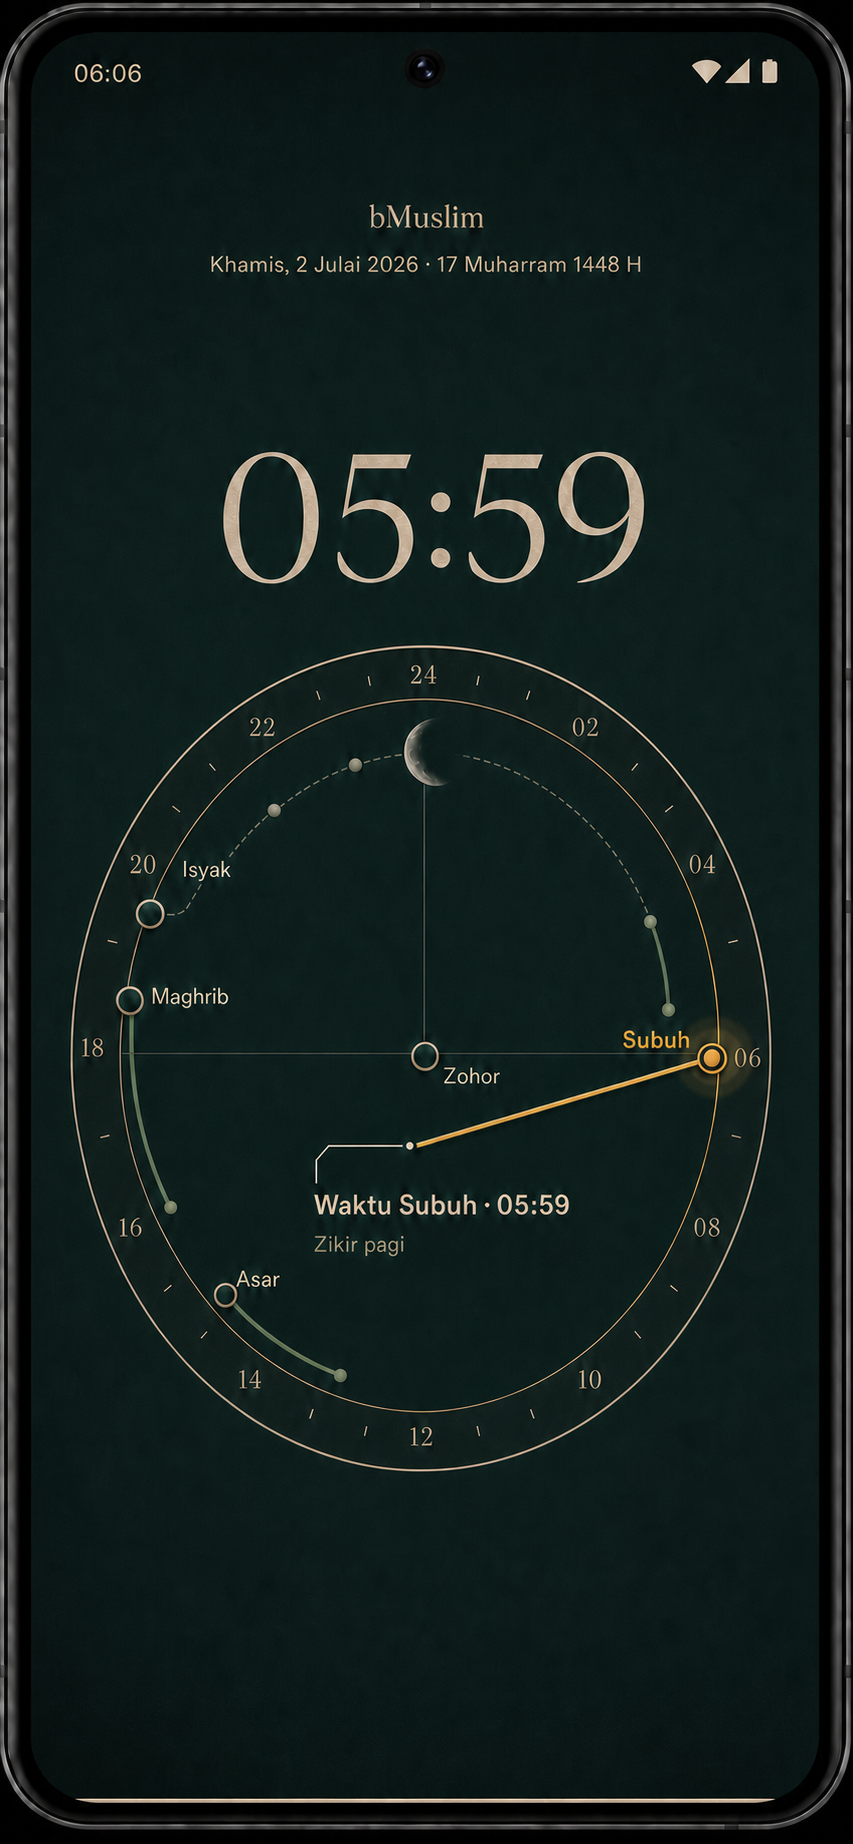 06:06
bMuslim
Khamis, 2 Julai 2026 · 17 Muharram 1448 H
05:59
24
22
02
20
Isyak
04
Maghrib
18
Subuh
06
Zohor
Waktu Subuh · 05:59
16
08
Zikir pagi
Asar
14
10
12